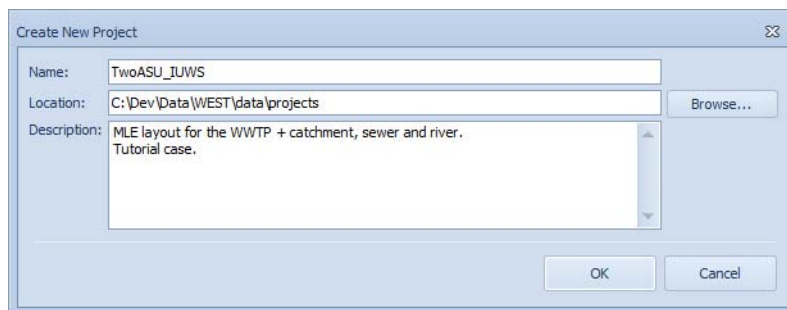 Create New Project
Name: TwoASU_IUWS
Location: C:\Dev\Data\WEST\data\projects Browse...
Description: MLE layout for the WWTP + catchment, sewer and river.
Tutorial case.
OK Cancel